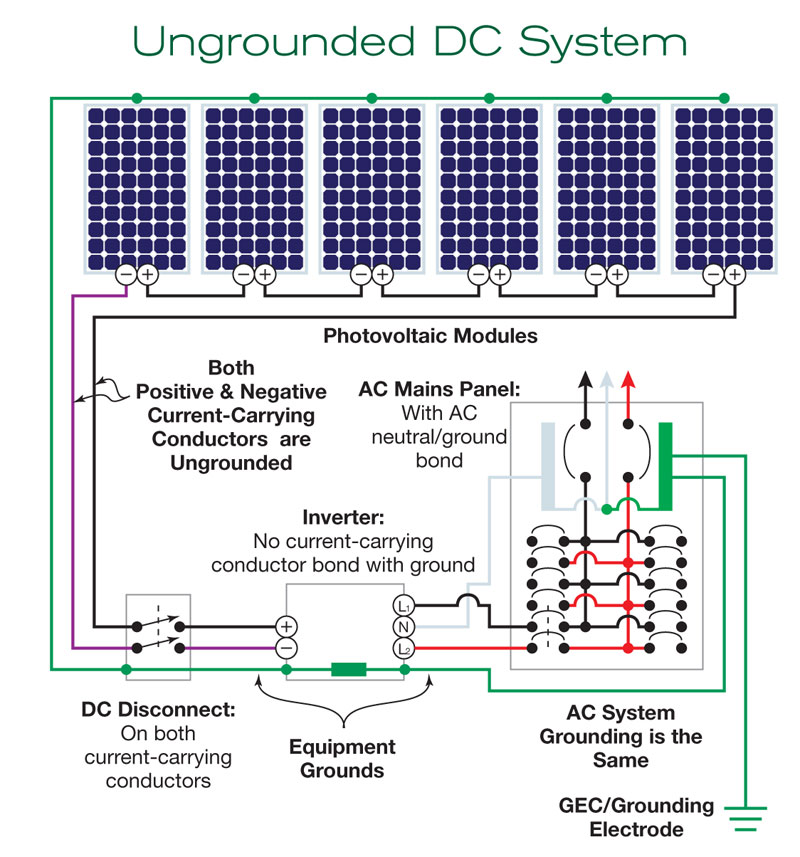 Ungrounded DC System
− + − + − + − + − + − +
Photovoltaic Modules
Both
Positive & Negative
Current-Carrying
Conductors are
Ungrounded
AC Mains Panel:
With AC
neutral/ground
bond
Inverter:
No current-carrying
conductor bond with ground
L1
+ N
− L2
DC Disconnect:
On both
current-carrying
conductors
Equipment
Grounds
AC System
Grounding is the
Same
GEC/Grounding
Electrode